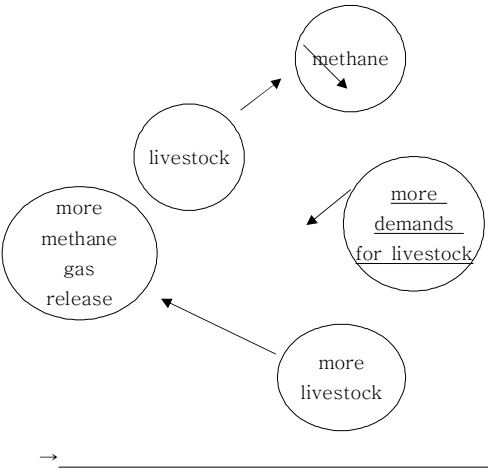 methane
livestock
more
demands
for livestock
more
methane
gas
release
more
livestock
→